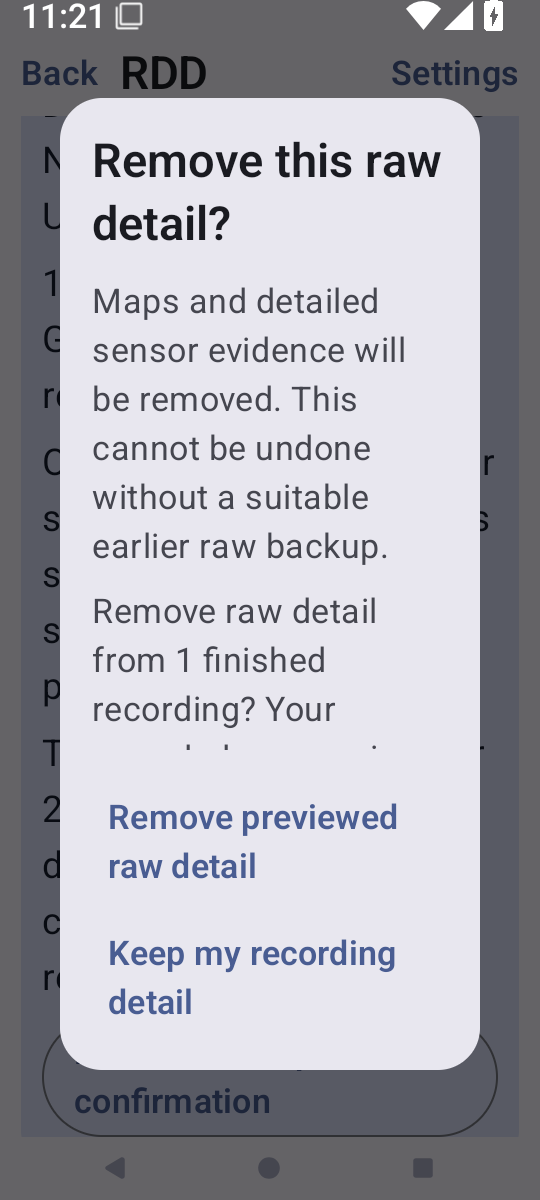 11:21
Back RDD Settings
Remove this raw
detail?
Maps and detailed
sensor evidence will
be removed. This
cannot be undone
without a suitable
earlier raw backup.
Remove raw detail
from 1 finished
recording? Your
Remove previewed
raw detail
Keep my recording
detail
confirmation